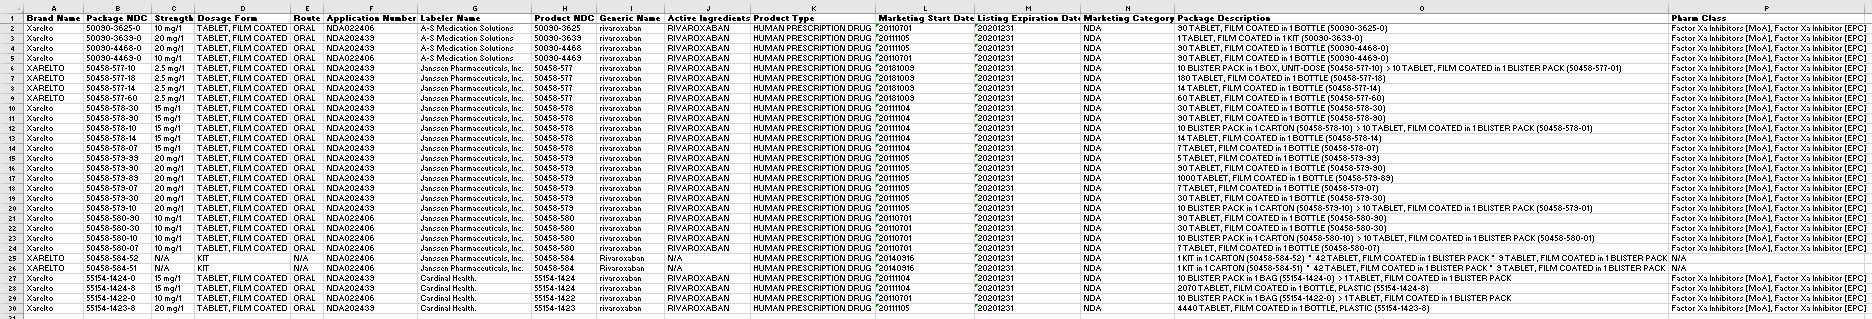 A B C D E F G H I J K L M N O P
1 Brand Name Package NDC Strength Dosage Form Route Application Number Labeler Name Product NDC Generic Name Active Ingredients Product Type Marketing Start Date Listing Expiration Date Marketing Category Package Description Pharm Class
2 Xarelto 50090-3625-0 10 mg/1 TABLET, FILM COATED ORAL NDA022406 A-S Medication Solutions 50090-3625 rivaroxaban RIVAROXABAN HUMAN PRESCRIPTION DRUG 20110701 20201231 NDA 90 TABLET, FILM COATED in 1 BOTTLE (50090-3625-0) Factor Xa Inhibitors [MoA], Factor Xa Inhibitor [EPC]
3 Xarelto 50090-3639-0 20 mg/1 TABLET, FILM COATED ORAL NDA202439 A-S Medication Solutions 50090-3639 rivaroxaban RIVAROXABAN HUMAN PRESCRIPTION DRUG 20111105 20201231 NDA 1 TABLET, FILM COATED in 1 KIT (50090-3639-0) Factor Xa Inhibitors [MoA], Factor Xa Inhibitor [EPC]
4 Xarelto 50090-4468-0 20 mg/1 TABLET, FILM COATED ORAL NDA202439 A-S Medication Solutions 50090-4468 rivaroxaban RIVAROXABAN HUMAN PRESCRIPTION DRUG 20111105 20201231 NDA 90 TABLET, FILM COATED in 1 BOTTLE (50090-4468-0) Factor Xa Inhibitors [MoA], Factor Xa Inhibitor [EPC]
5 Xarelto 50090-4469-0 10 mg/1 TABLET, FILM COATED ORAL NDA022406 A-S Medication Solutions 50090-4469 rivaroxaban RIVAROXABAN HUMAN PRESCRIPTION DRUG 20110701 20201231 NDA 90 TABLET, FILM COATED in 1 BOTTLE (50090-4469-0) Factor Xa Inhibitors [MoA], Factor Xa Inhibitor [EPC]
6 XARELTO 50458-577-10 2.5 mg/1 TABLET, FILM COATED ORAL NDA202439 Janssen Pharmaceuticals, Inc. 50458-577 rivaroxaban RIVAROXABAN HUMAN PRESCRIPTION DRUG 20181009 20201231 NDA 10 BLISTER PACK in 1 BOX, UNIT-DOSE (50458-577-10) > 10 TABLET, FILM COATED in 1 BLISTER PACK (50458-577-01) Factor Xa Inhibitors [MoA], Factor Xa Inhibitor [EPC]
7 XARELTO 50458-577-18 2.5 mg/1 TABLET, FILM COATED ORAL NDA202439 Janssen Pharmaceuticals, Inc. 50458-577 rivaroxaban RIVAROXABAN HUMAN PRESCRIPTION DRUG 20181009 20201231 NDA 180 TABLET, FILM COATED in 1 BOTTLE (50458-577-18) Factor Xa Inhibitors [MoA], Factor Xa Inhibitor [EPC]
8 XARELTO 50458-577-14 2.5 mg/1 TABLET, FILM COATED ORAL NDA202439 Janssen Pharmaceuticals, Inc. 50458-577 rivaroxaban RIVAROXABAN HUMAN PRESCRIPTION DRUG 20181009 20201231 NDA 14 TABLET, FILM COATED in 1 BOTTLE (50458-577-14) Factor Xa Inhibitors [MoA], Factor Xa Inhibitor [EPC]
9 XARELTO 50458-577-60 2.5 mg/1 TABLET, FILM COATED ORAL NDA202439 Janssen Pharmaceuticals, Inc. 50458-577 rivaroxaban RIVAROXABAN HUMAN PRESCRIPTION DRUG 20181009 20201231 NDA 60 TABLET, FILM COATED in 1 BOTTLE (50458-577-60) Factor Xa Inhibitors [MoA], Factor Xa Inhibitor [EPC]
10 Xarelto 50458-578-30 15 mg/1 TABLET, FILM COATED ORAL NDA202439 Janssen Pharmaceuticals, Inc. 50458-578 rivaroxaban RIVAROXABAN HUMAN PRESCRIPTION DRUG 20111104 20201231 NDA 30 TABLET, FILM COATED in 1 BOTTLE (50458-578-30) Factor Xa Inhibitors [MoA], Factor Xa Inhibitor [EPC]
11 Xarelto 50458-578-90 15 mg/1 TABLET, FILM COATED ORAL NDA202439 Janssen Pharmaceuticals, Inc. 50458-578 rivaroxaban RIVAROXABAN HUMAN PRESCRIPTION DRUG 20111104 20201231 NDA 90 TABLET, FILM COATED in 1 BOTTLE (50458-578-90) Factor Xa Inhibitors [MoA], Factor Xa Inhibitor [EPC]
12 Xarelto 50458-578-10 15 mg/1 TABLET, FILM COATED ORAL NDA202439 Janssen Pharmaceuticals, Inc. 50458-578 rivaroxaban RIVAROXABAN HUMAN PRESCRIPTION DRUG 20111104 20201231 NDA 10 BLISTER PACK in 1 CARTON (50458-578-10) > 10 TABLET, FILM COATED in 1 BLISTER PACK (50458-578-01) Factor Xa Inhibitors [MoA], Factor Xa Inhibitor [EPC]
13 Xarelto 50458-578-14 15 mg/1 TABLET, FILM COATED ORAL NDA202439 Janssen Pharmaceuticals, Inc. 50458-578 rivaroxaban RIVAROXABAN HUMAN PRESCRIPTION DRUG 20111104 20201231 NDA 14 TABLET, FILM COATED in 1 BOTTLE (50458-578-14) Factor Xa Inhibitors [MoA], Factor Xa Inhibitor [EPC]
14 Xarelto 50458-578-07 15 mg/1 TABLET, FILM COATED ORAL NDA202439 Janssen Pharmaceuticals, Inc. 50458-578 rivaroxaban RIVAROXABAN HUMAN PRESCRIPTION DRUG 20111104 20201231 NDA 7 TABLET, FILM COATED in 1 BOTTLE (50458-578-07) Factor Xa Inhibitors [MoA], Factor Xa Inhibitor [EPC]
15 Xarelto 50458-579-99 20 mg/1 TABLET, FILM COATED ORAL NDA202439 Janssen Pharmaceuticals, Inc. 50458-579 rivaroxaban RIVAROXABAN HUMAN PRESCRIPTION DRUG 20111105 20201231 NDA 5 TABLET, FILM COATED in 1 BOTTLE (50458-579-99) Factor Xa Inhibitors [MoA], Factor Xa Inhibitor [EPC]
16 Xarelto 50458-579-90 20 mg/1 TABLET, FILM COATED ORAL NDA202439 Janssen Pharmaceuticals, Inc. 50458-579 rivaroxaban RIVAROXABAN HUMAN PRESCRIPTION DRUG 20111105 20201231 NDA 90 TABLET, FILM COATED in 1 BOTTLE (50458-579-90) Factor Xa Inhibitors [MoA], Factor Xa Inhibitor [EPC]
17 Xarelto 50458-579-89 20 mg/1 TABLET, FILM COATED ORAL NDA202439 Janssen Pharmaceuticals, Inc. 50458-579 rivaroxaban RIVAROXABAN HUMAN PRESCRIPTION DRUG 20111105 20201231 NDA 1000 TABLET, FILM COATED in 1 BOTTLE (50458-579-89) Factor Xa Inhibitors [MoA], Factor Xa Inhibitor [EPC]
18 Xarelto 50458-579-07 20 mg/1 TABLET, FILM COATED ORAL NDA202439 Janssen Pharmaceuticals, Inc. 50458-579 rivaroxaban RIVAROXABAN HUMAN PRESCRIPTION DRUG 20111105 20201231 NDA 7 TABLET, FILM COATED in 1 BOTTLE (50458-579-07) Factor Xa Inhibitors [MoA], Factor Xa Inhibitor [EPC]
19 Xarelto 50458-579-30 20 mg/1 TABLET, FILM COATED ORAL NDA202439 Janssen Pharmaceuticals, Inc. 50458-579 rivaroxaban RIVAROXABAN HUMAN PRESCRIPTION DRUG 20111105 20201231 NDA 30 TABLET, FILM COATED in 1 BOTTLE (50458-579-30) Factor Xa Inhibitors [MoA], Factor Xa Inhibitor [EPC]
20 Xarelto 50458-579-10 20 mg/1 TABLET, FILM COATED ORAL NDA202439 Janssen Pharmaceuticals, Inc. 50458-579 rivaroxaban RIVAROXABAN HUMAN PRESCRIPTION DRUG 20111105 20201231 NDA 10 BLISTER PACK in 1 CARTON (50458-579-10) > 10 TABLET, FILM COATED in 1 BLISTER PACK (50458-579-01) Factor Xa Inhibitors [MoA], Factor Xa Inhibitor [EPC]
21 Xarelto 50458-580-90 10 mg/1 TABLET, FILM COATED ORAL NDA022406 Janssen Pharmaceuticals, Inc. 50458-580 rivaroxaban RIVAROXABAN HUMAN PRESCRIPTION DRUG 20110701 20201231 NDA 90 TABLET, FILM COATED in 1 BOTTLE (50458-580-90) Factor Xa Inhibitors [MoA], Factor Xa Inhibitor [EPC]
22 Xarelto 50458-580-30 10 mg/1 TABLET, FILM COATED ORAL NDA022406 Janssen Pharmaceuticals, Inc. 50458-580 rivaroxaban RIVAROXABAN HUMAN PRESCRIPTION DRUG 20110701 20201231 NDA 30 TABLET, FILM COATED in 1 BOTTLE (50458-580-30) Factor Xa Inhibitors [MoA], Factor Xa Inhibitor [EPC]
23 Xarelto 50458-580-10 10 mg/1 TABLET, FILM COATED ORAL NDA022406 Janssen Pharmaceuticals, Inc. 50458-580 rivaroxaban RIVAROXABAN HUMAN PRESCRIPTION DRUG 20110701 20201231 NDA 10 BLISTER PACK in 1 CARTON (50458-580-10) > 10 TABLET, FILM COATED in 1 BLISTER PACK (50458-580-01) Factor Xa Inhibitors [MoA], Factor Xa Inhibitor [EPC]
24 Xarelto 50458-580-07 10 mg/1 TABLET, FILM COATED ORAL NDA022406 Janssen Pharmaceuticals, Inc. 50458-580 rivaroxaban RIVAROXABAN HUMAN PRESCRIPTION DRUG 20110701 20201231 NDA 7 TABLET, FILM COATED in 1 BOTTLE (50458-580-07) Factor Xa Inhibitors [MoA], Factor Xa Inhibitor [EPC]
25 XARELTO 50458-584-52 N/A KIT N/A NDA022406 Janssen Pharmaceuticals, Inc. 50458-584 Rivaroxaban N/A HUMAN PRESCRIPTION DRUG 20140916 20201231 NDA 1 KIT in 1 CARTON (50458-584-52) * 42 TABLET, FILM COATED in 1 BLISTER PACK * 9 TABLET, FILM COATED in 1 BLISTER PACK N/A
26 XARELTO 50458-584-51 N/A KIT N/A NDA022406 Janssen Pharmaceuticals, Inc. 50458-584 Rivaroxaban N/A HUMAN PRESCRIPTION DRUG 20140916 20201231 NDA 1 KIT in 1 CARTON (50458-584-51) * 42 TABLET, FILM COATED in 1 BLISTER PACK * 9 TABLET, FILM COATED in 1 BLISTER PACK N/A
27 Xarelto 55154-1424-0 15 mg/1 TABLET, FILM COATED ORAL NDA202439 Cardinal Health. 55154-1424 rivaroxaban RIVAROXABAN HUMAN PRESCRIPTION DRUG 20111104 20201231 NDA 10 BLISTER PACK in 1 BAG (55154-1424-0) > 1 TABLET, FILM COATED in 1 BLISTER PACK Factor Xa Inhibitors [MoA], Factor Xa Inhibitor [EPC]
28 Xarelto 55154-1424-8 15 mg/1 TABLET, FILM COATED ORAL NDA202439 Cardinal Health. 55154-1424 rivaroxaban RIVAROXABAN HUMAN PRESCRIPTION DRUG 20111104 20201231 NDA 2070 TABLET, FILM COATED in 1 BOTTLE, PLASTIC (55154-1424-8) Factor Xa Inhibitors [MoA], Factor Xa Inhibitor [EPC]
29 Xarelto 55154-1422-0 10 mg/1 TABLET, FILM COATED ORAL NDA022406 Cardinal Health. 55154-1422 rivaroxaban RIVAROXABAN HUMAN PRESCRIPTION DRUG 20110701 20201231 NDA 10 BLISTER PACK in 1 BAG (55154-1422-0) > 1 TABLET, FILM COATED in 1 BLISTER PACK Factor Xa Inhibitors [MoA], Factor Xa Inhibitor [EPC]
30 Xarelto 55154-1423-8 20 mg/1 TABLET, FILM COATED ORAL NDA202439 Cardinal Health. 55154-1423 rivaroxaban RIVAROXABAN HUMAN PRESCRIPTION DRUG 20111105 20201231 NDA 4440 TABLET, FILM COATED in 1 BOTTLE, PLASTIC (55154-1423-8) Factor Xa Inhibitors [MoA], Factor Xa Inhibitor [EPC]